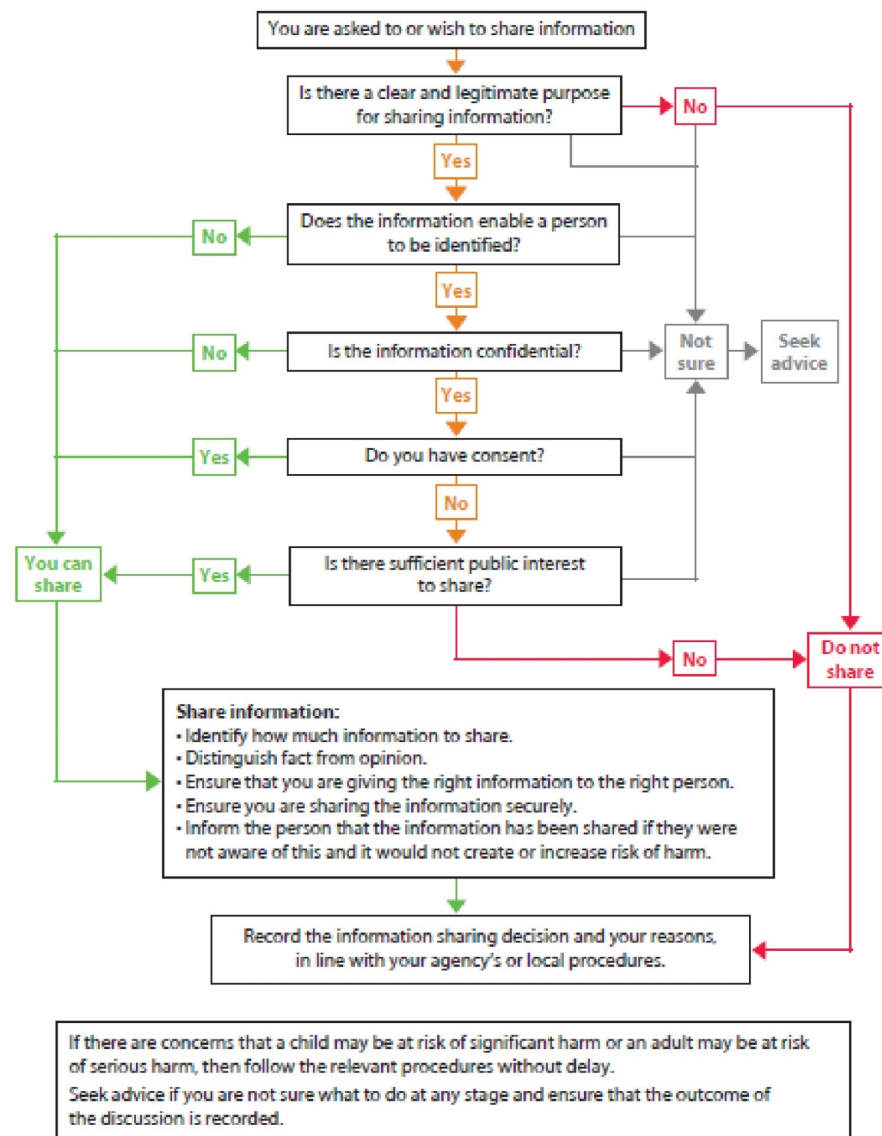 You are asked to or wish to share information
Is there a clear and legitimate purpose
for sharing information?
No
Yes
Does the information enable a person
to be identified?
No
Yes
Is the information confidential?
No
Not
sure
Seek
advice
Yes
Do you have consent?
Yes
No
Is there sufficient public interest
to share?
You can
share
Yes
No
Do not
share
Share information:
• Identify how much information to share.
• Distinguish fact from opinion.
• Ensure that you are giving the right information to the right person.
• Ensure you are sharing the information securely.
• Inform the person that the information has been shared if they were
not aware of this and it would not create or increase risk of harm.
Record the information sharing decision and your reasons,
in line with your agency's or local procedures.
If there are concerns that a child may be at risk of significant harm or an adult may be at risk
of serious harm, then follow the relevant procedures without delay.
Seek advice if you are not sure what to do at any stage and ensure that the outcome of
the discussion is recorded.